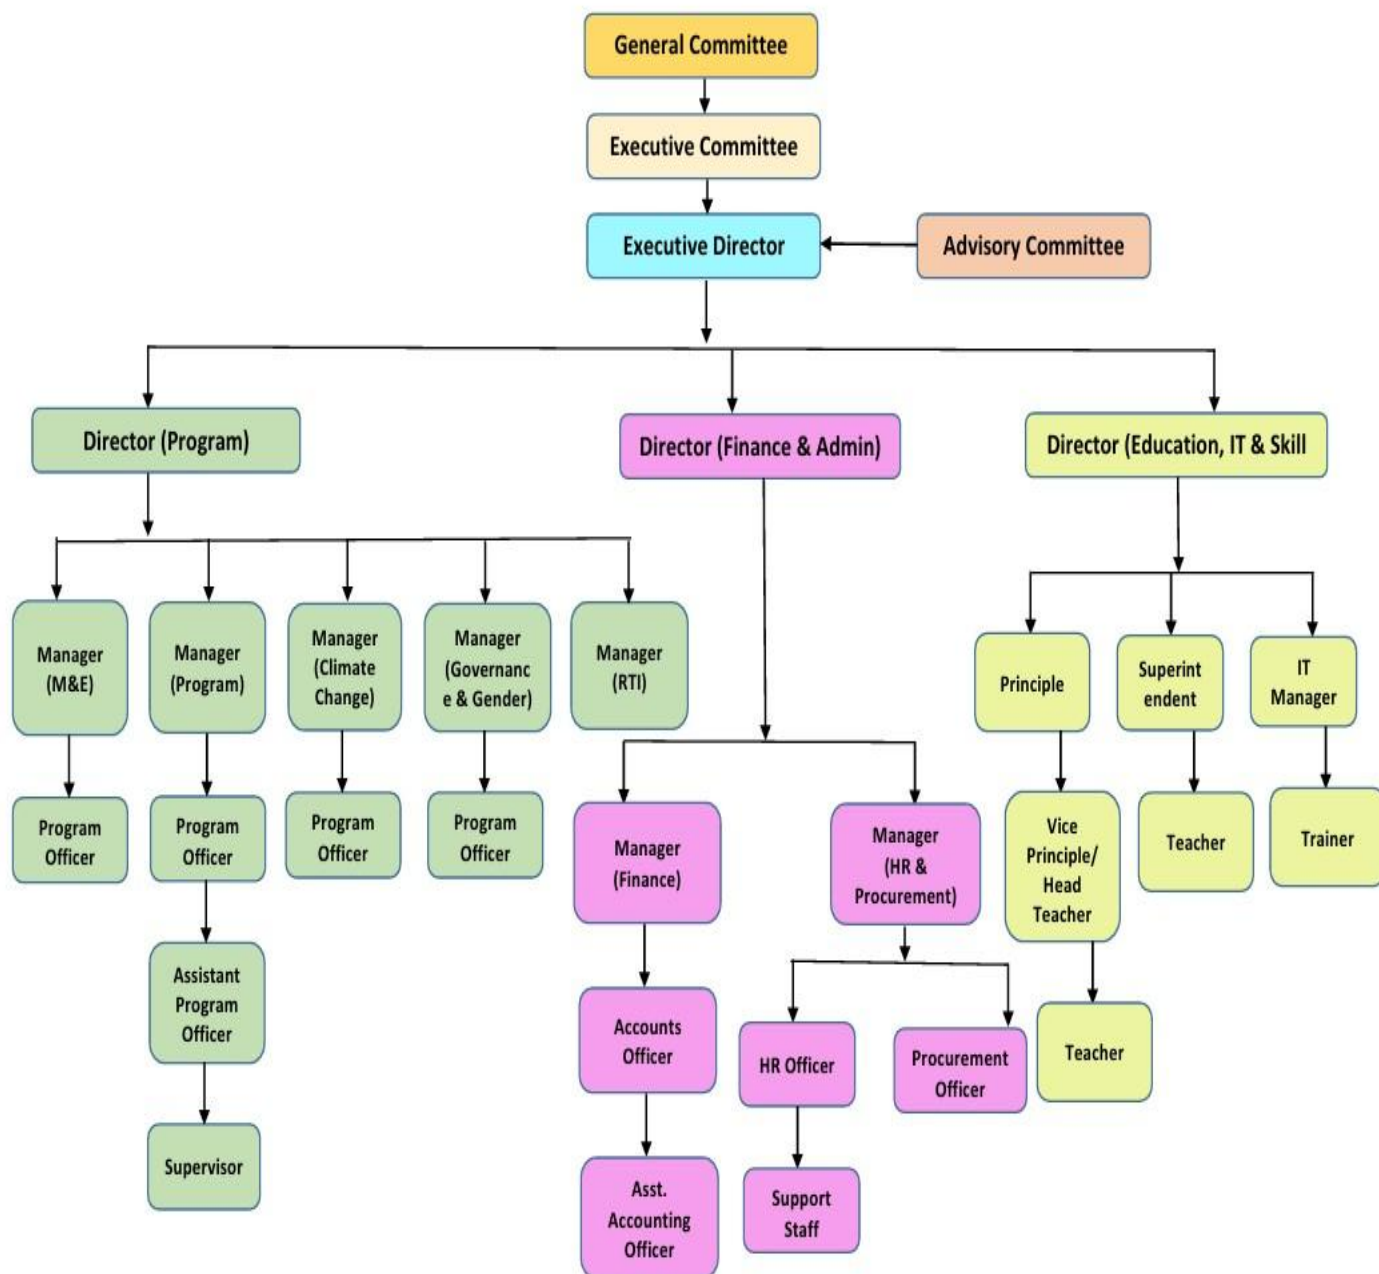 General Committee
Executive Committee
Executive Director
Advisory Committee
Director (Program)
Director (Finance & Admin)
Director (Education, IT & Skill
Manager
(M&E)
Manager
(Program)
Manager
(Climate
Change)
Manager
(Governanc
e & Gender)
Manager
(RTI)
Principle
Superint
endent
IT
Manager
Program
Officer
Program
Officer
Program
Officer
Program
Officer
Manager
(Finance)
Manager
(HR &
Procurement)
Vice
Principle/
Head
Teacher
Teacher
Trainer
Assistant
Program
Officer
Accounts
Officer
HR Officer
Procurement
Officer
Teacher
Supervisor
Asst.
Accounting
Officer
Support
Staff